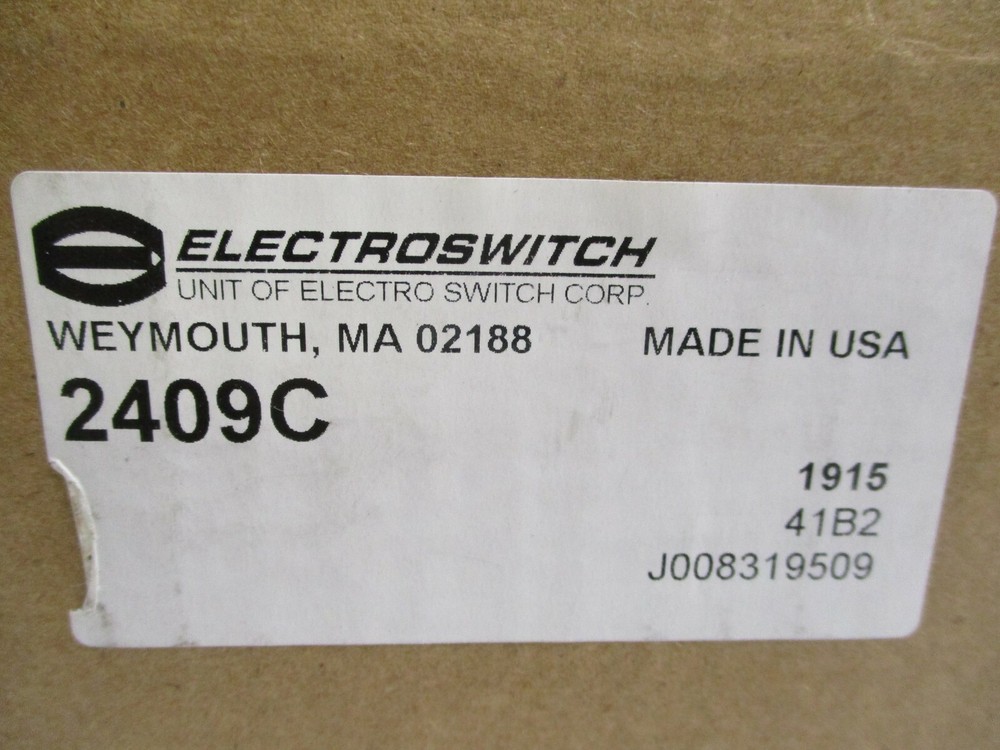 ELECTROSWITCH
UNIT OF ELECTRO SWITCH CORP.
WEYMOUTH, MA 02188 MADE IN USA
2409C
1915
41B2
J008319509